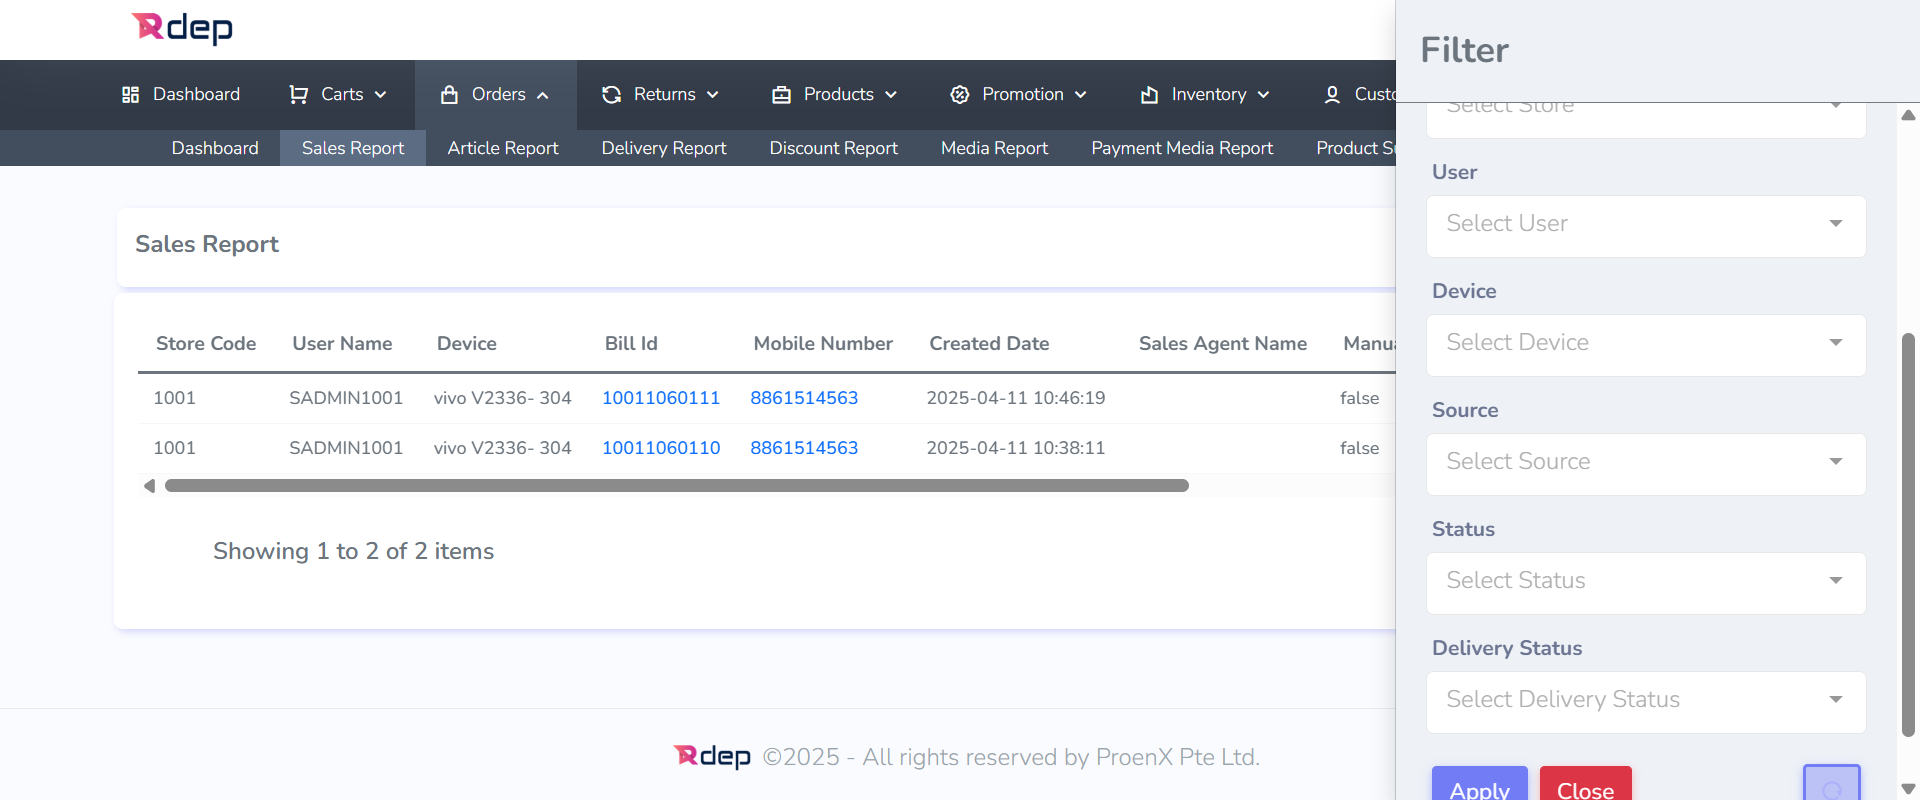 Rdep
Dashboard Carts Orders Returns Products Promotion Inventory
Dashboard Sales Report Article Report Delivery Report Discount Report Media Report Payment Media Report Product
Sales Report
Store Code User Name Device Bill Id Mobile Number Created Date Sales Agent Name
1001 SADMIN1001 vivo V2336- 304 10011060111 8861514563 2025-04-11 10:46:19 false
1001 SADMIN1001 vivo V2336- 304 10011060110 8861514563 2025-04-11 10:38:11 false
Showing 1 to 2 of 2 items
Rdep ©2025 - All rights reserved by ProenX Pte Ltd.
Filter
Select Store
User
Select User
Device
Select Device
Source
Select Source
Status
Select Status
Delivery Status
Select Delivery Status
Apply Close